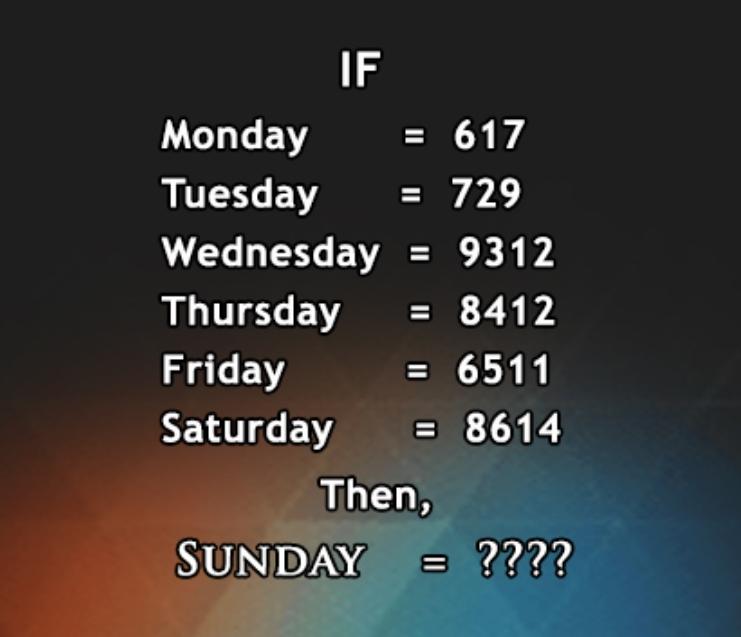 IF
Monday = 617
Tuesday = 729
Wednesday = 9312
Thursday = 8412
Friday = 6511
Saturday = 8614
Then,
SUNDAY = ????